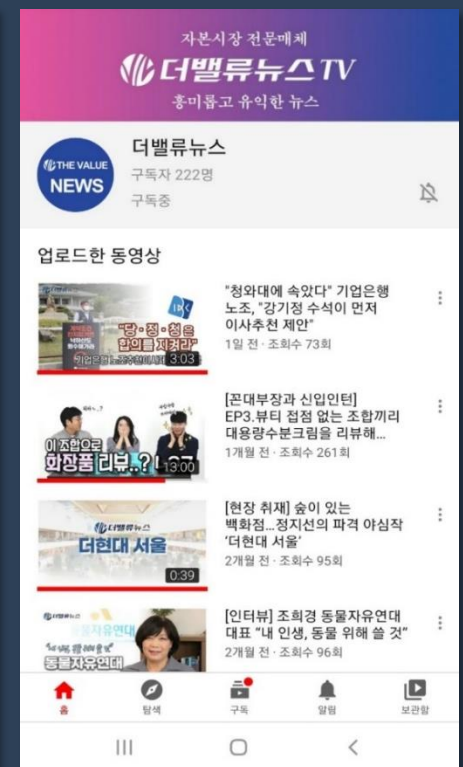 자본시장 전문매체
더밸류뉴스TV
흥미롭고 유익한 뉴스
THE VALUE
NEWS
더밸류뉴스
구독자 222명
구독중
업로드한 동영상
IBK
"당·정·청은
합의를 지켜라"
3:03
"청와대에 속았다" 기업은행
노조, "강기정 수석이 먼저
이사추천 제안"
1일 전 · 조회수 73회
이 조합으로
화장품 리뷰..?
13:00
[꼰대부장과 신입인턴]
EP3.뷰티 접점 없는 조합끼리
대용량수분크림을 리뷰해...
1개월 전 · 조회수 261회
더밸류뉴스
더현대 서울
0:39
[현장 취재] 숲이 있는
백화점...정지선의 파격 야심작
'더현대 서울'
2개월 전 · 조회수 95회
동물자유연대
[인터뷰] 조희경 동물자유연대
대표 "내 인생, 동물 위해 쓸 것"
2개월 전 · 조회수 96회
홈
탐색
구독
알림
보관함